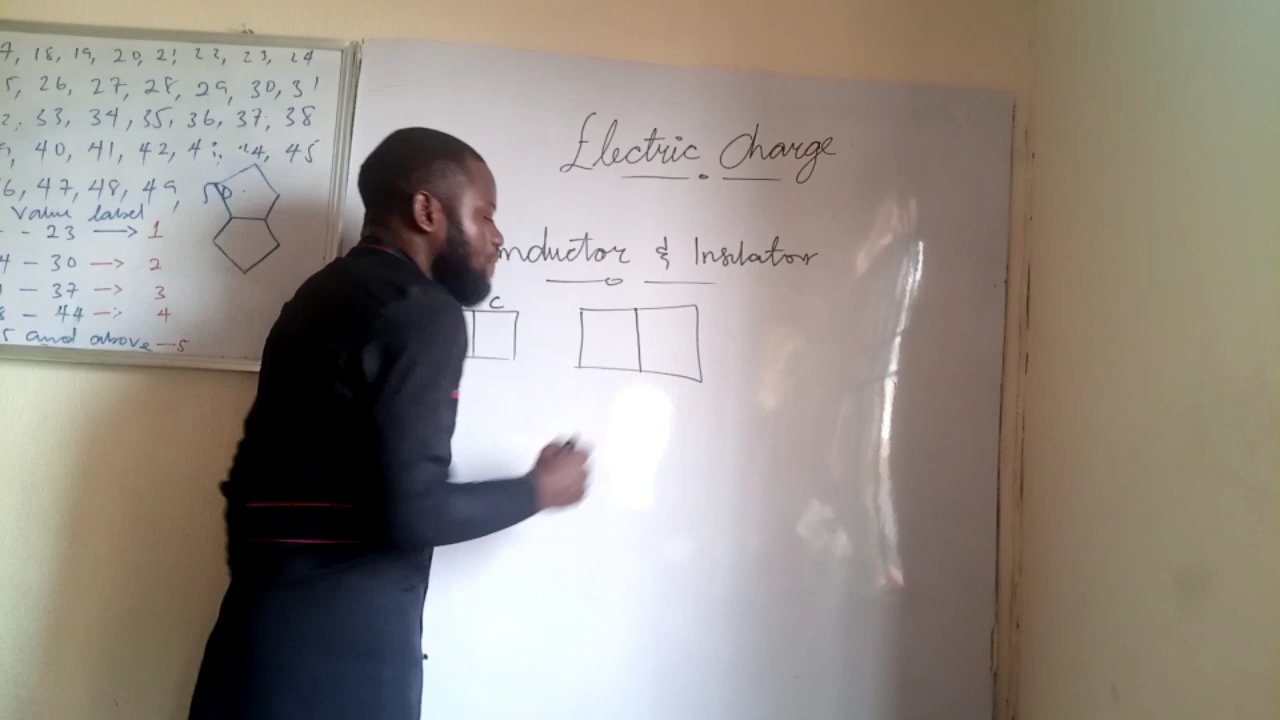 18, 19, 20, 21, 22, 23, 24
26, 27, 28, 29, 30, 31
33, 34, 35, 36, 37, 38
40, 41, 42, 45
47, 48, 49, 50
Value label
23 → 1
30 → 2
37 → 3
44 → 4
and above - 5
Electric Charge
& Insulator
C